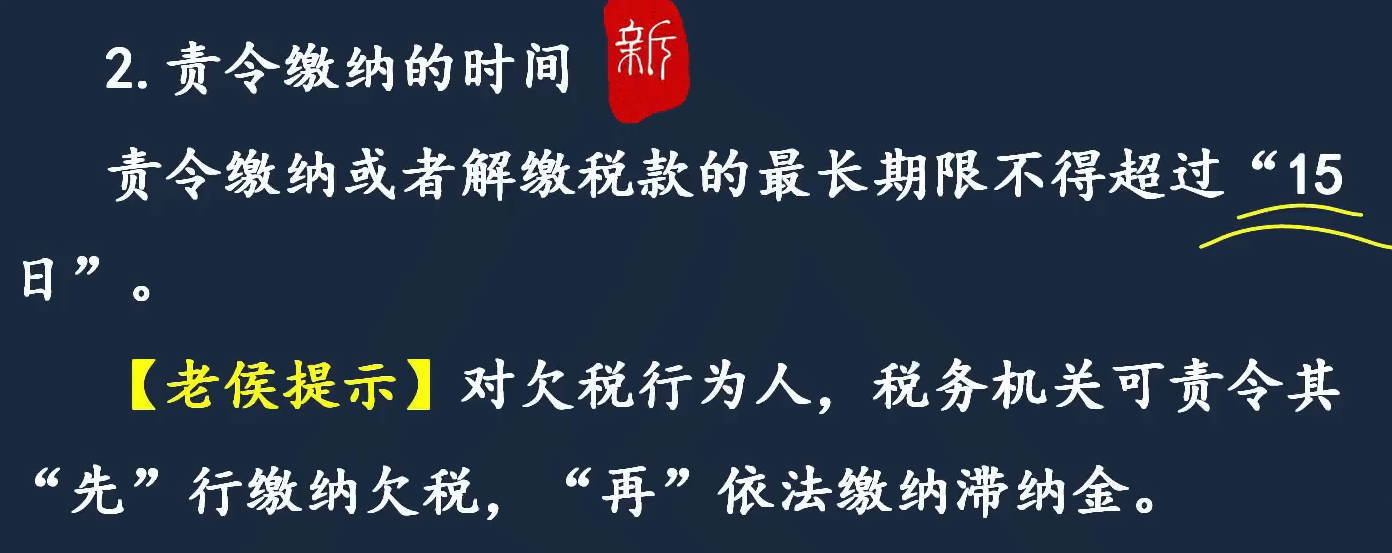 2.责令缴纳的时间 新
责令缴纳或者解缴税款的最长期限不得超过“15
日”。
【老侯提示】对欠税行为人，税务机关可责令其
“先”行缴纳欠税，“再”依法缴纳滞纳金。